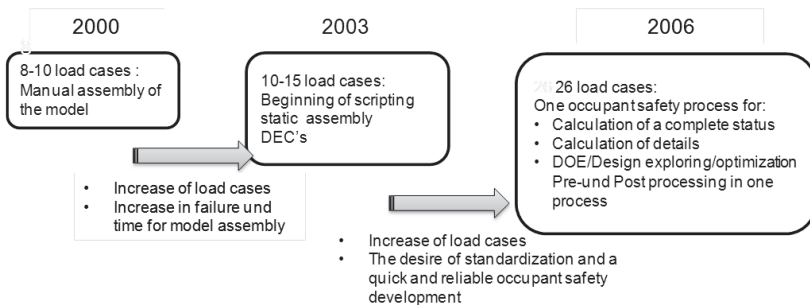 2000
8-10 load cases :
Manual assembly of
the model
2003
10-15 load cases:
Beginning of scripting
static assembly
DEC's
2006
26 load cases:
One occupant safety process for:
• Calculation of a complete status
• Calculation of details
• DOE/Design exploring/optimization
Pre-und Post processing in one
process
• Increase of load cases
• Increase in failure und
time for model assembly
• Increase of load cases
• The desire of standardization and a
quick and reliable occupant safety
development